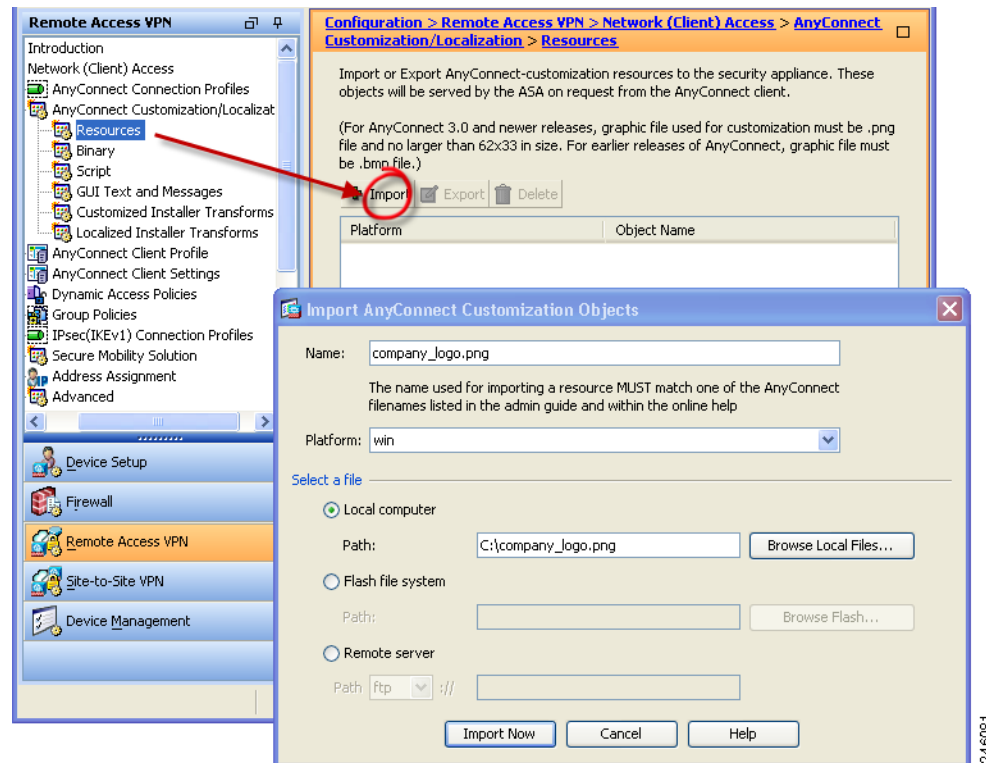 Remote Access VPN
Introduction
Network (Client) Access
AnyConnect Connection Profiles
AnyConnect Customization/Localizat
Resources
Binary
Script
GUI Text and Messages
Customized Installer Transforms
Localized Installer Transforms
AnyConnect Client Profile
AnyConnect Client Settings
Dynamic Access Policies
Group Policies
IPsec(IKEv1) Connection Profiles
Secure Mobility Solution
Address Assignment
Advanced
Device Setup
Firewall
Remote Access VPN
Site-to-Site VPN
Device Management
Configuration > Remote Access VPN > Network (Client) Access > AnyConnect
Customization/Localization > Resources
Import or Export AnyConnect-customization resources to the security appliance. These
objects will be served by the ASA on request from the AnyConnect client.
(For AnyConnect 3.0 and newer releases, graphic file used for customization must be .png
file and no larger than 62x33 in size. For earlier releases of AnyConnect, graphic file must
be .bmp file.)
Import Export Delete
Platform Object Name
Import AnyConnect Customization Objects
Name: company_logo.png
The name used for importing a resource MUST match one of the AnyConnect
filenames listed in the admin guide and within the online help
Platform: win
Select a file
Local computer
Path: C:\company_logo.png Browse Local Files...
Flash file system
Path: Browse Flash...
Remote server
Path ftp ://
Import Now Cancel Help